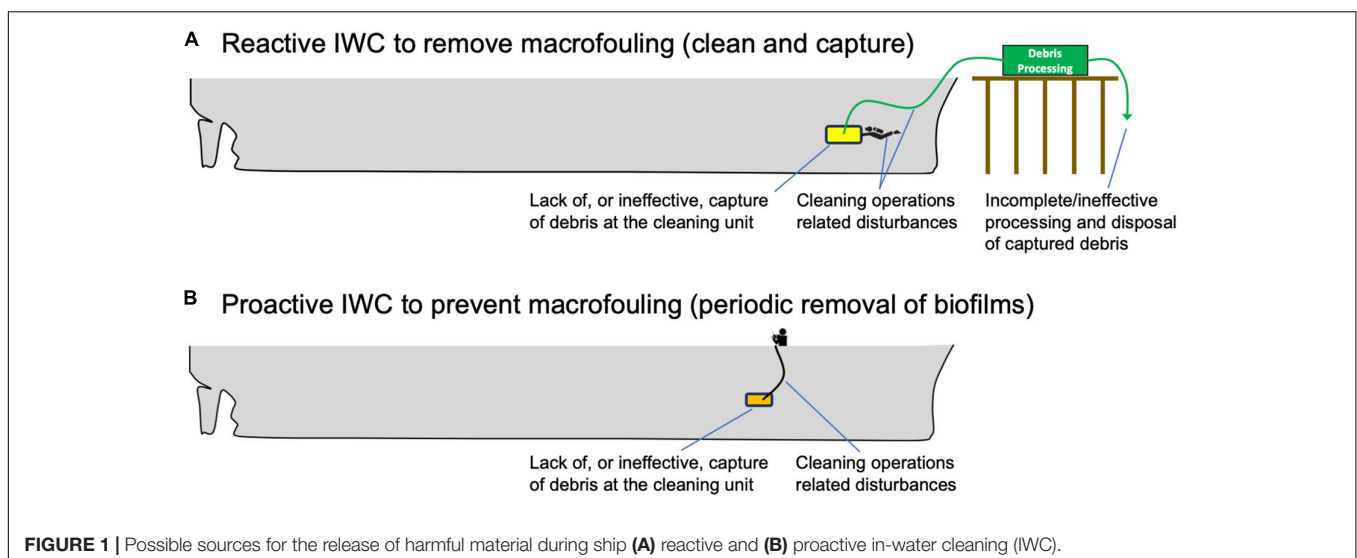 A Reactive IWC to remove macrofouling (clean and capture)
Debris
Processing
Lack of, or ineffective, capture
of debris at the cleaning unit
Cleaning operations
related disturbances
Incomplete/ineffective
processing and disposal
of captured debris
B Proactive IWC to prevent macrofouling (periodic removal of biofilms)
Lack of, or ineffective, capture
of debris at the cleaning unit
Cleaning operations
related disturbances
FIGURE 1 | Possible sources for the release of harmful material during ship (A) reactive and (B) proactive in-water cleaning (IWC).